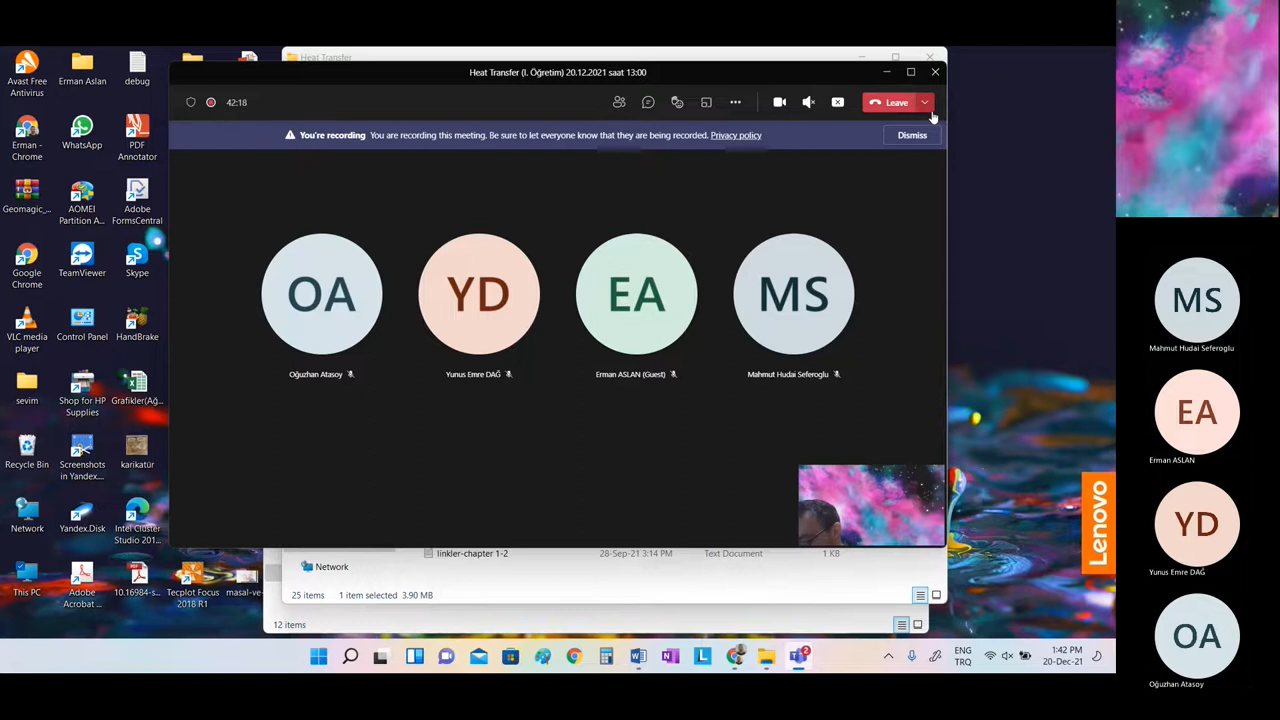 Heat Transfer
Heat Transfer (I. Öğretim) 20.12.2021 saat 13:00
42:18
Leave
You're recording You are recording this meeting. Be sure to let everyone know that they are being recorded. Privacy policy
Dismiss
OA
YD
EA
MS
Oğuzhan Atasoy
Yunus Emre DAĞ
Erman ASLAN (Guest)
Mahmut Hudai Seferoglu
Avast Free
Antivirus
Erman Aslan
debug
Erman -
Chrome
WhatsApp
PDF
Annotator
Geomagic_...
AOMEI
Partition A...
Adobe
FormsCentral
Google
Chrome
TeamViewer
Skype
VLC media
player
Control Panel
HandBrake
sevim
Shop for HP
Supplies
Grafikler(Ağ...
Recycle Bin
Screenshots
in Yandex...
karikatür
Network
Yandex.Disk
Intel Cluster
Studio 201...
This PC
Adobe
Acrobat ...
10.16984-s...
Tecplot Focus
2018 R1
masal-ve-
linkler-chapter 1-2
28-Sep-21 3:14 PM
Text Document
1 KB
Network
25 items
1 item selected 3.90 MB
12 items
Lenovo
L
2
ENG
TRQ
1:42 PM
20-Dec-21
MS
Mahmut Hudai Seferoglu
EA
Erman ASLAN
YD
Yunus Emre DAĞ
OA
Oğuzhan Atasoy